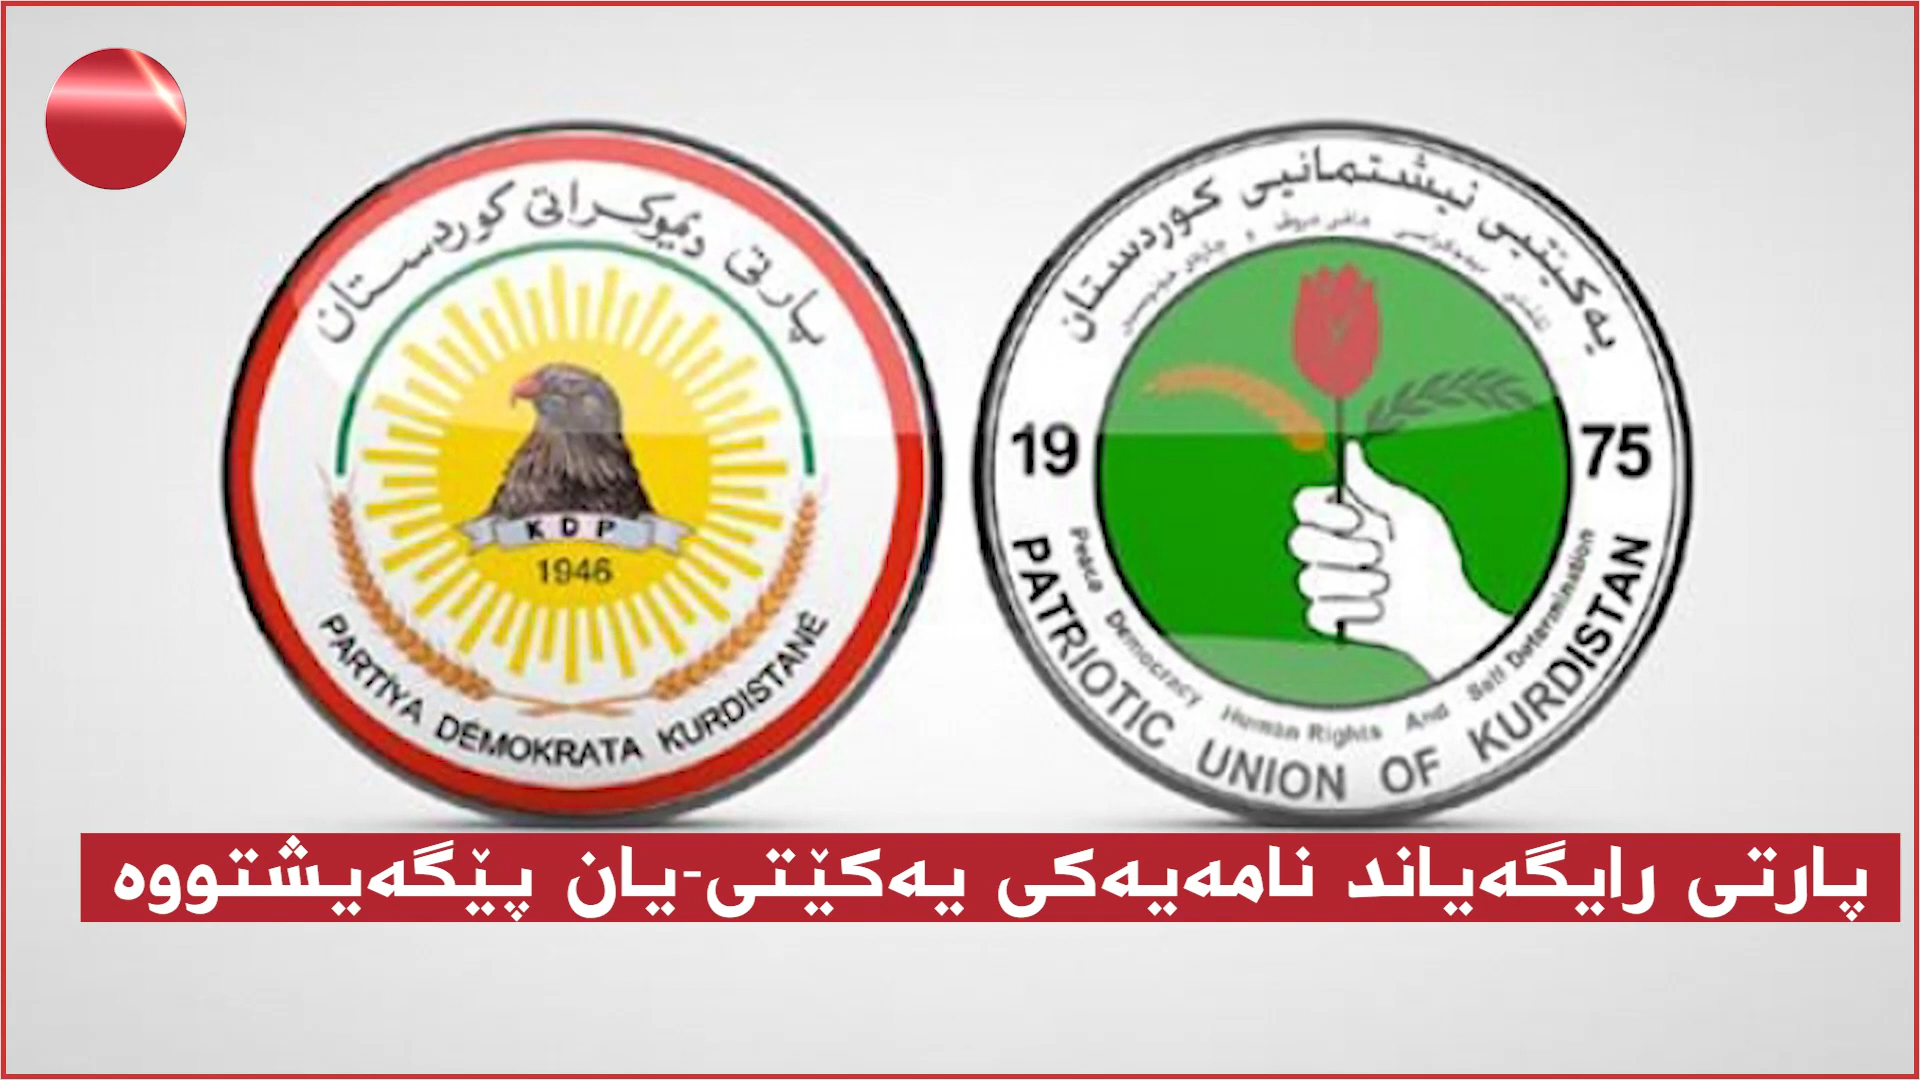 پارتی دیموکراتی کوردستان
KDP
1946
PARTÎYA DÊMOKRATA KURDISTANÊ
یەکێتیی نیشتمانیی کوردستان
19 75
Peace Democracy Human Rights And Self Determination
PATRIOTIC UNION OF KURDISTAN
پارتی رایگەیاند نامەیەکی یەکێتی-یان پێگەیشتووە